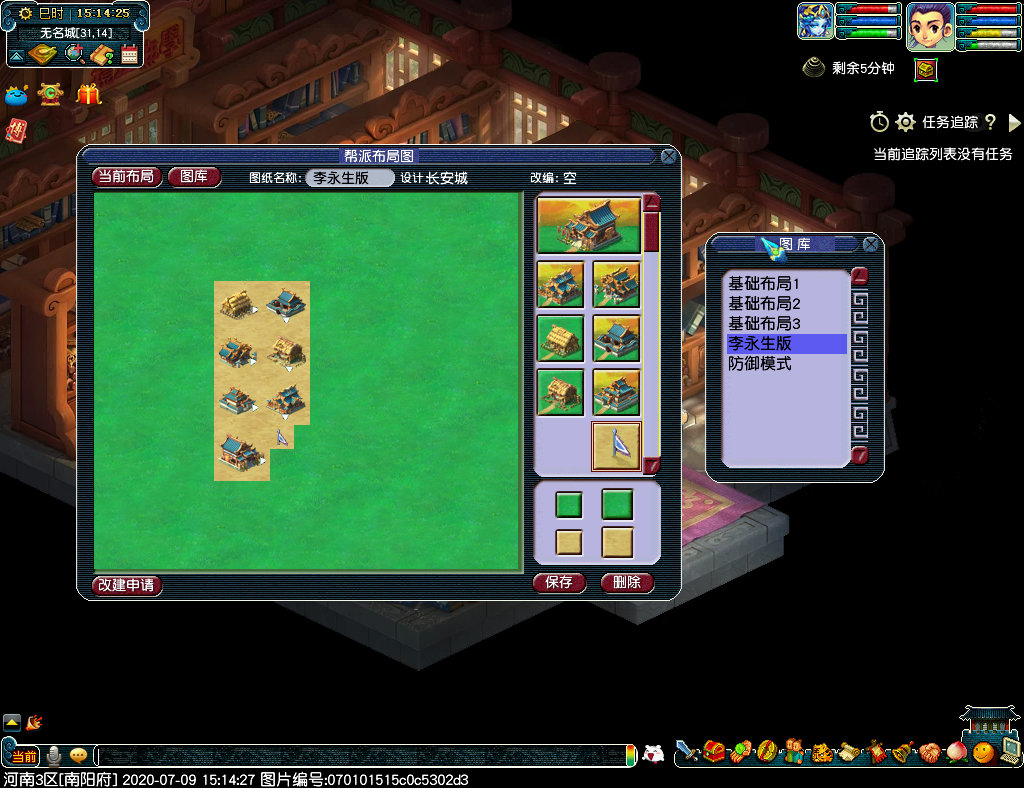 巳时 15:14:25
无名城[31,14]
剩余5分钟
任务追踪 ?
当前追踪列表没有任务
帮派布局图
当前布局 图库 图纸名称: 李永生版 设计长安城 改编: 空
图库
基础布局1
基础布局2
基础布局3
李永生版
防御模式
改建申请 保存 删除
当前
河南3区[南阳府] 2020-07-09 15:14:27 图片编号:070101515c0c5302d3